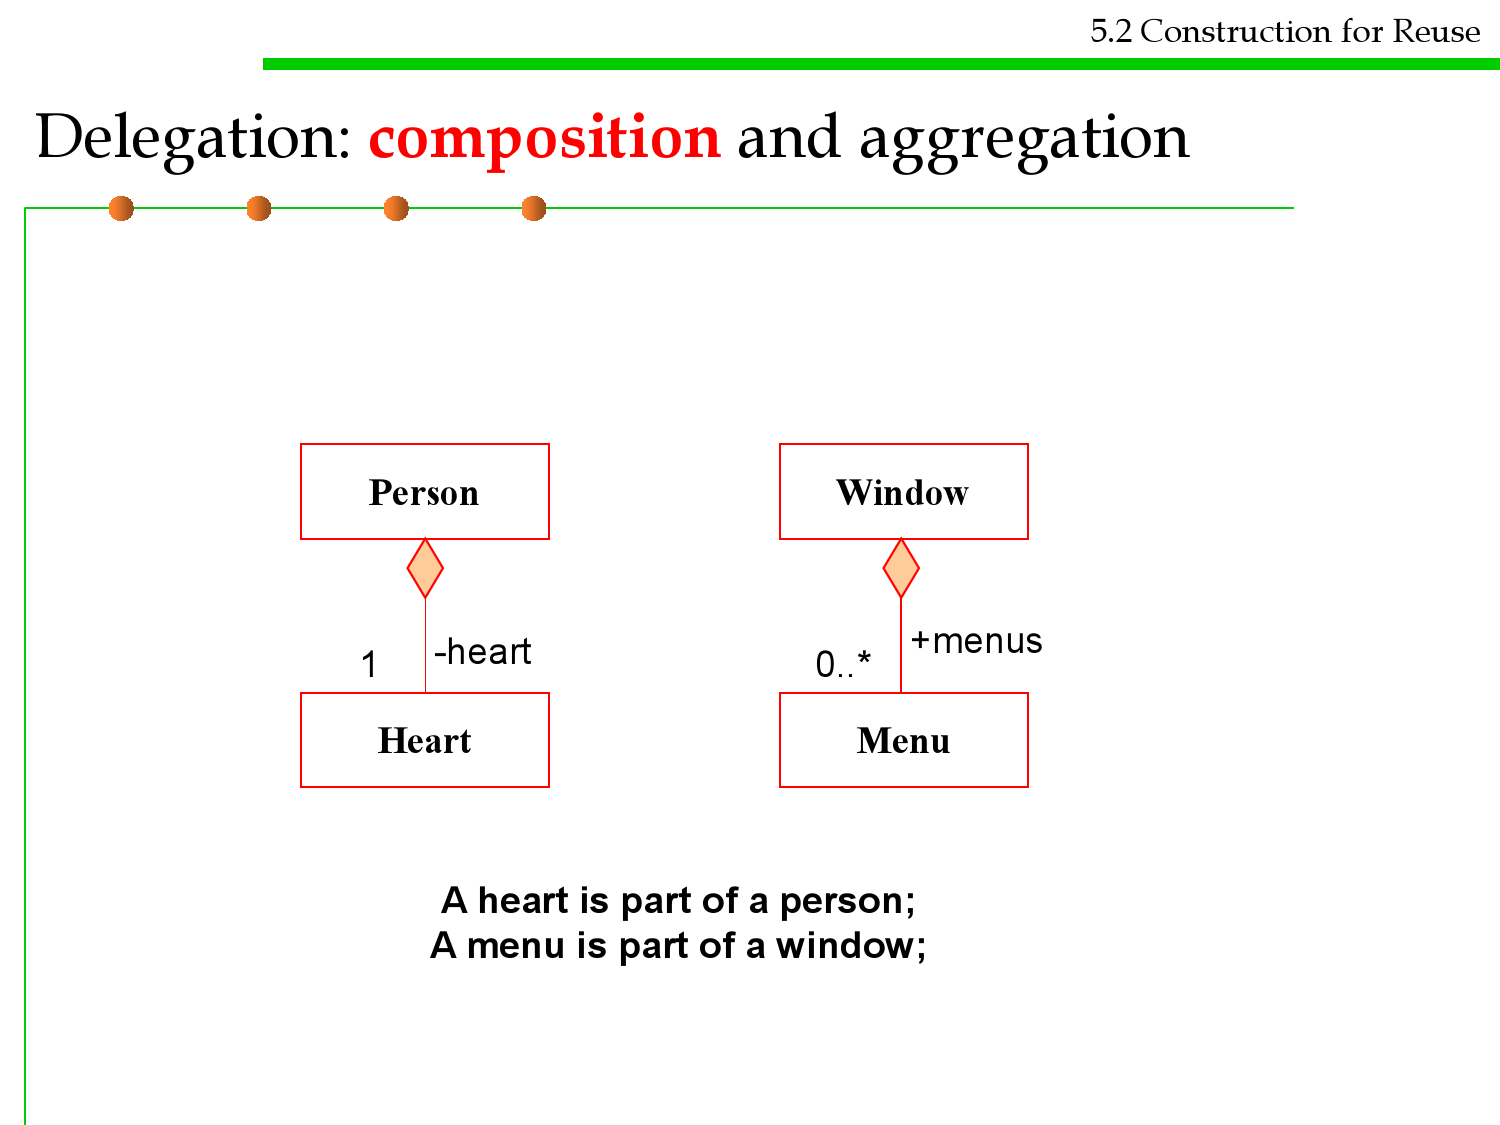 5.2 Construction for Reuse
Delegation: composition and aggregation
Person
Window
1
-heart
0..*
+menus
Heart
Menu
A heart is part of a person;
A menu is part of a window;